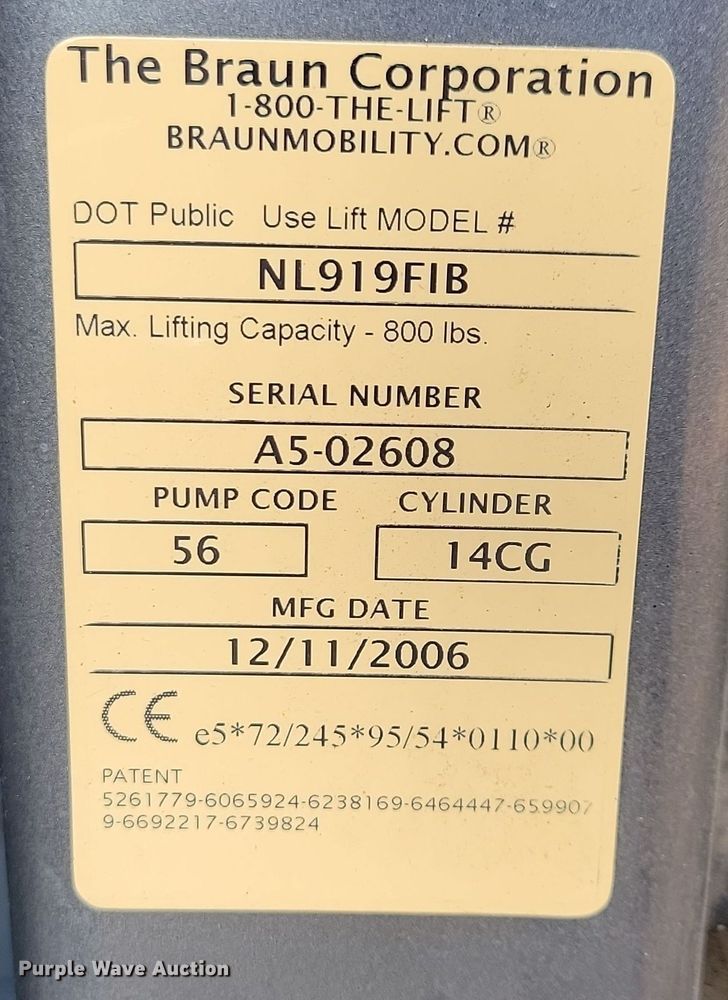 The Braun Corporation
1-800-THE-LIFT®
BRAUNMOBILITY.COM®
DOT Public Use Lift MODEL #
NL919FIB
Max. Lifting Capacity - 800 lbs.
SERIAL NUMBER
A5-02608
PUMP CODE CYLINDER
56 14CG
MFG DATE
12/11/2006
CE e5*72/245*95/54*0110*00
PATENT
5261779-6065924-6238169-6464447-659907
9-6692217-6739824
Purple Wave Auction